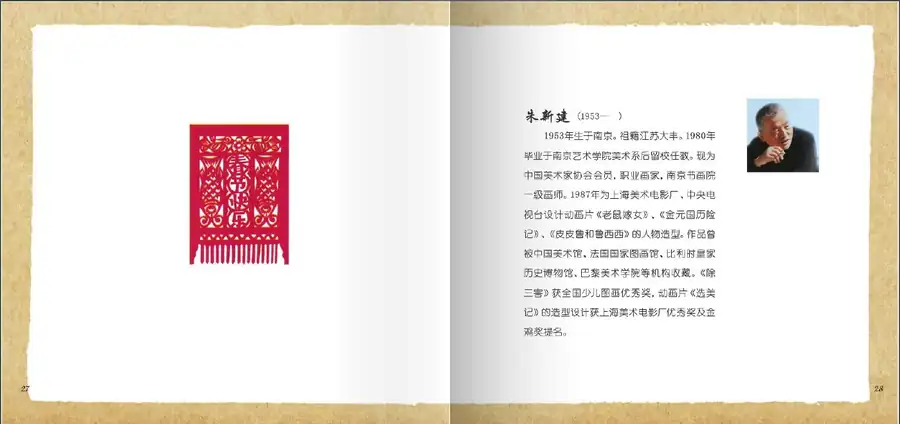 27
朱新建 (1953— )
1953年生于南京。祖籍江苏大丰。1980年
毕业于南京艺术学院美术系后留校任教。现为
中国美术家协会会员，职业画家，南京书画院
一级画师。1987年为上海美术电影厂、中央电
视台设计动画片《老鼠嫁女》、《金元国历险
记》、《皮皮鲁和鲁西西》的人物造型。作品曾
被中国美术馆，法国国家图画馆、比利时皇家
历史博物馆、巴黎美术学院等机构收藏。《除
三害》获全国少儿图画优秀奖，动画片《选美
记》的造型设计获上海美术电影厂优秀奖及金
鸡奖提名。
28